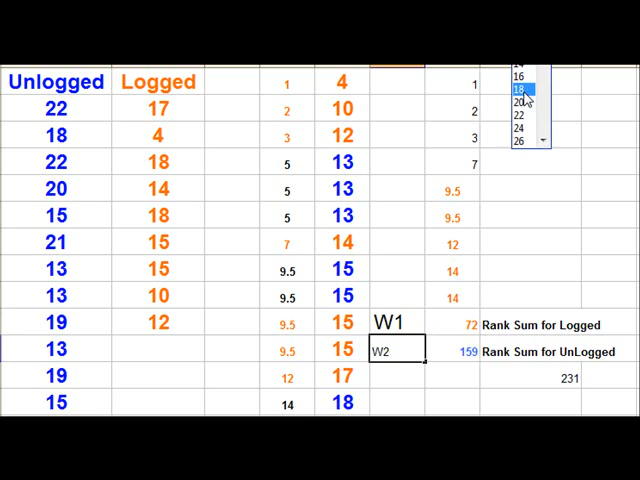 14
16
Unlogged Logged 1 4 1 18
22 17 2 10 2 20
22
18 4 3 12 3 24
26
22 18 5 13 7
20 14 5 13 9.5
15 18 5 13 9.5
21 15 7 14 12
13 15 9.5 15 14
13 10 9.5 15 14
19 12 9.5 15 W1 72 Rank Sum for Logged
13 9.5 15 W2 159 Rank Sum for UnLogged
19 12 17 231
15 14 18